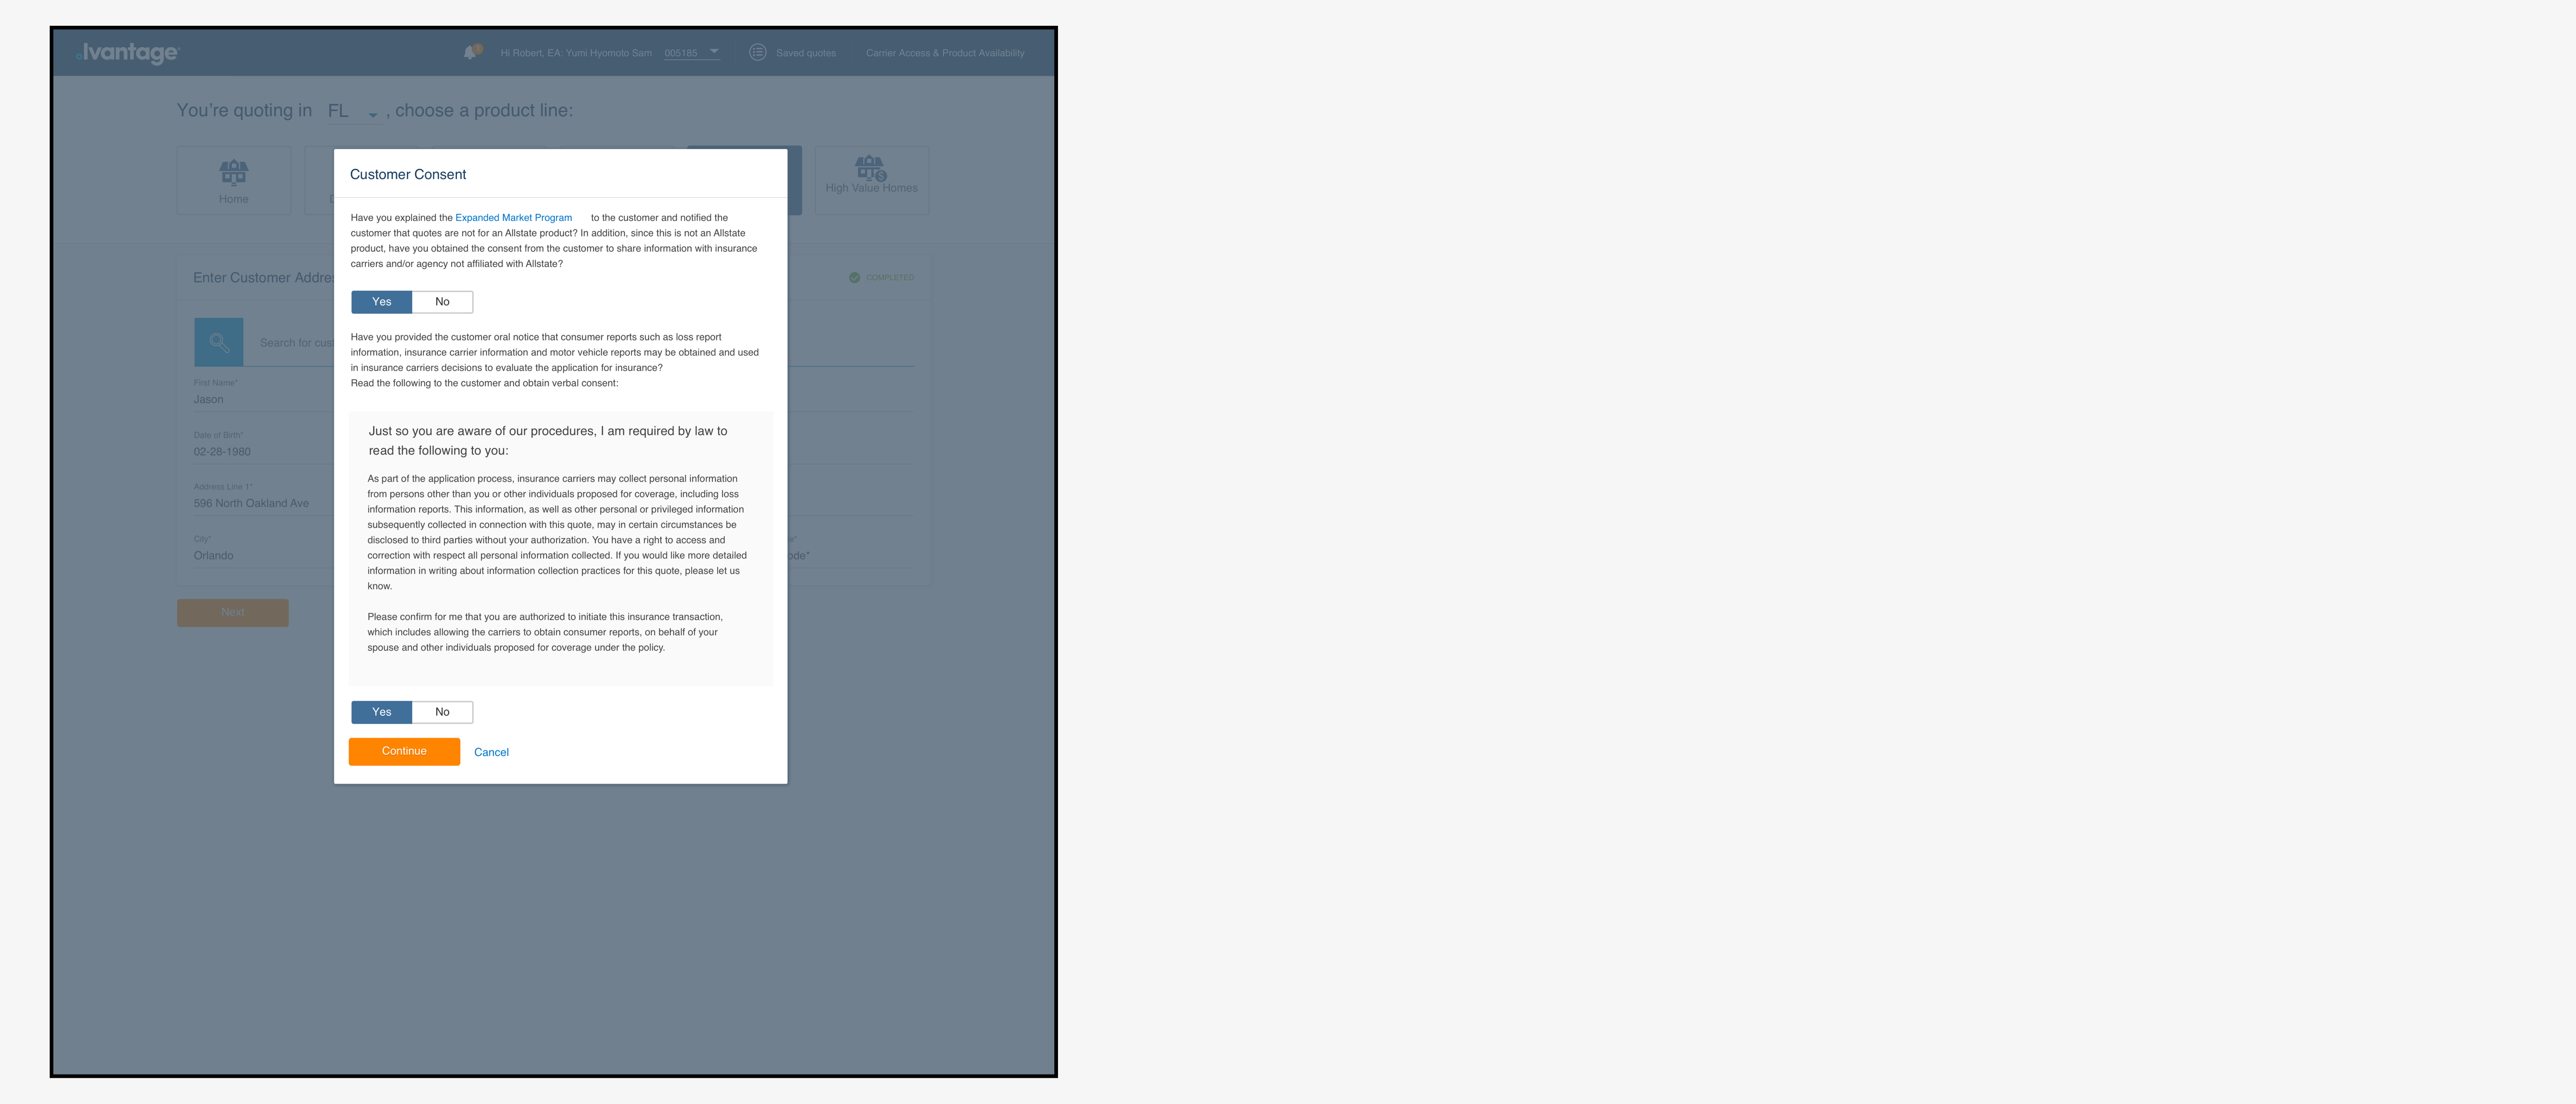 Ivantage
Hi Robert, EA: Yumi Hyomoto Sam 005185 Saved quotes Carrier Access & Product Availability
You're quoting in FL , choose a product line:
Home
High Value Homes
Customer Consent
Have you explained the Expanded Market Program to the customer and notified the
customer that quotes are not for an Allstate product? In addition, since this is not an Allstate
product, have you obtained the consent from the customer to share information with insurance
carriers and/or agency not affiliated with Allstate?
Yes No
Have you provided the customer oral notice that consumer reports such as loss report
information, insurance carrier information and motor vehicle reports may be obtained and used
in insurance carriers decisions to evaluate the application for insurance?
Read the following to the customer and obtain verbal consent:
Just so you are aware of our procedures, I am required by law to
read the following to you:
As part of the application process, insurance carriers may collect personal information
from persons other than you or other individuals proposed for coverage, including loss
information reports. This information, as well as other personal or privileged information
subsequently collected in connection with this quote, may in certain circumstances be
disclosed to third parties without your authorization. You have a right to access and
correction with respect all personal information collected. If you would like more detailed
information in writing about information collection practices for this quote, please let us
know.
Please confirm for me that you are authorized to initiate this insurance transaction,
which includes allowing the carriers to obtain consumer reports, on behalf of your
spouse and other individuals proposed for coverage under the policy.
Yes No
Continue Cancel
Enter Customer Addre
COMPLETED
Search for cus
First Name*
Jason
Date of Birth*
02-28-1980
Address Line 1*
596 North Oakland Ave
City*
Orlando
ode*
Next